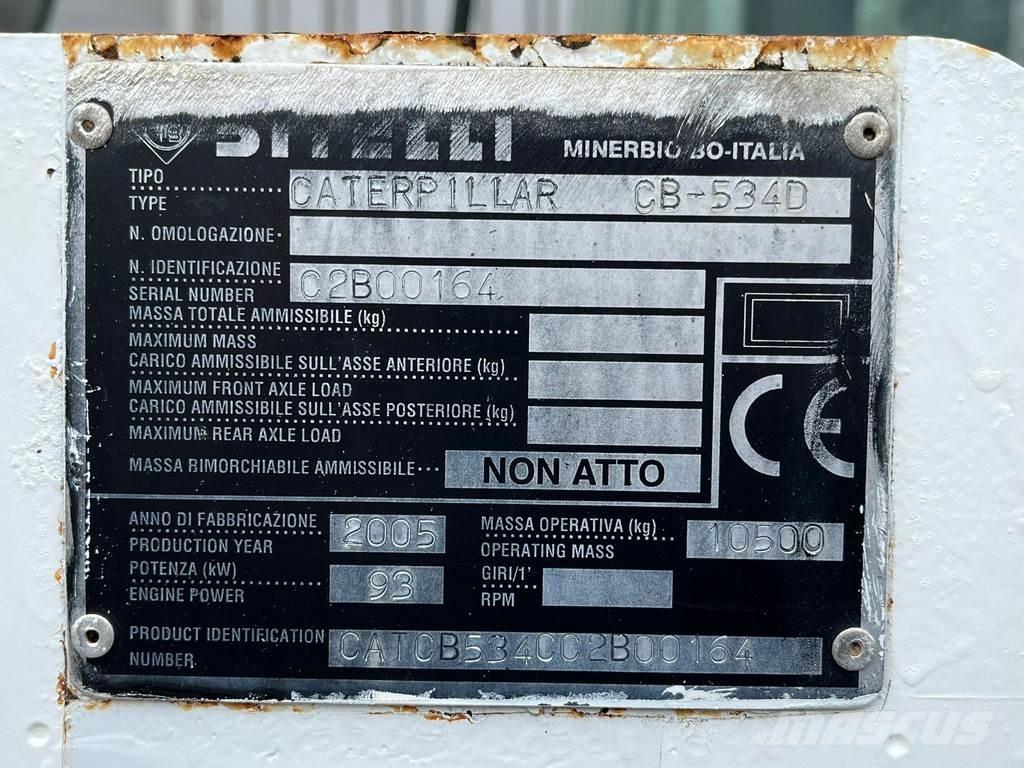 BITELLI
MINERBIO BO-ITALIA
TIPO
TYPE
CATERPILLAR CB-534D
N. OMOLOGAZIONE
N. IDENTIFICAZIONE
SERIAL NUMBER
C2B00164
MASSA TOTALE AMMISSIBILE (kg)
MAXIMUM MASS
CARICO AMMISSIBILE SULL'ASSE ANTERIORE (kg)
MAXIMUM FRONT AXLE LOAD
CARICO AMMISSIBILE SULL'ASSE POSTERIORE (kg)
MAXIMUM REAR AXLE LOAD
MASSA RIMORCHIABILE AMMISSIBILE... NON ATTO
CE
ANNO DI FABBRICAZIONE
PRODUCTION YEAR
2005
MASSA OPERATIVA (kg)
OPERATING MASS
10500
POTENZA (kW)
ENGINE POWER
93
GIRI/1'
RPM
PRODUCT IDENTIFICATION
NUMBER
CATCB534CC2B00164
MASCUS